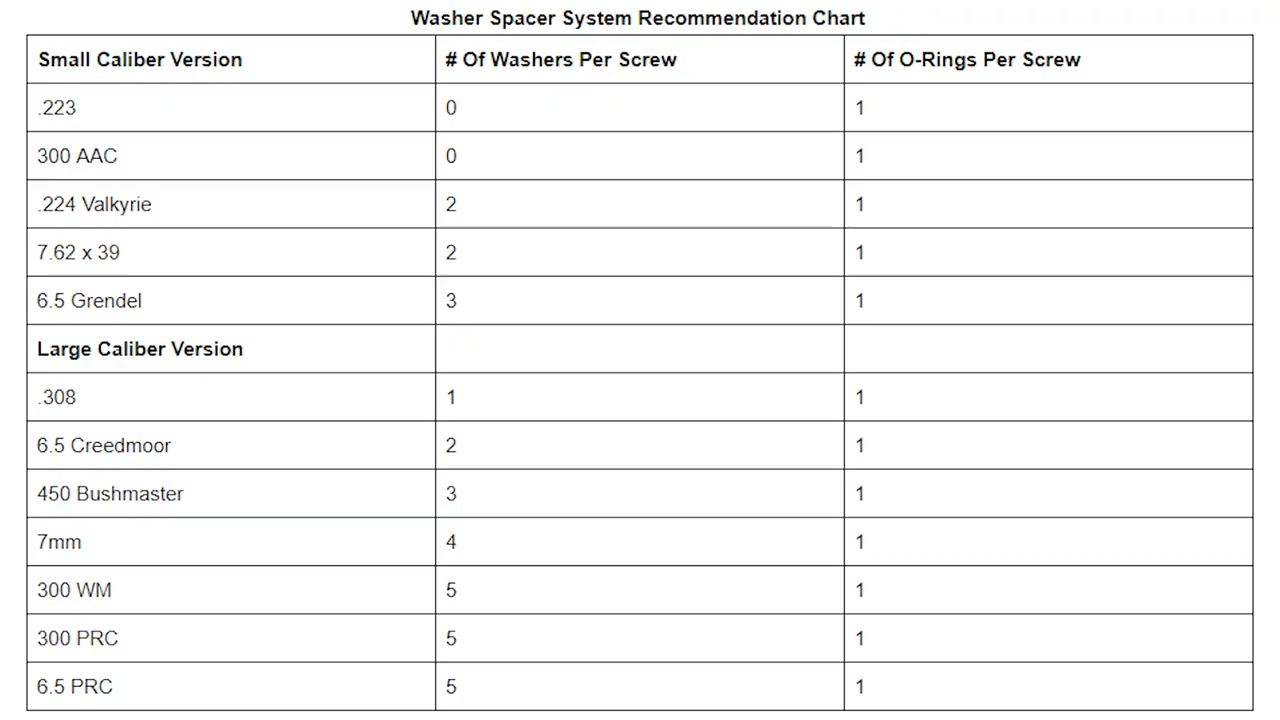 Washer Spacer System Recommendation Chart
Small Caliber Version # Of Washers Per Screw # Of O-Rings Per Screw
.223 0 1
300 AAC 0 1
.224 Valkyrie 2 1
7.62 x 39 2 1
6.5 Grendel 3 1
Large Caliber Version
.308 1 1
6.5 Creedmoor 2 1
450 Bushmaster 3 1
7mm 4 1
300 WM 5 1
300 PRC 5 1
6.5 PRC 5 1